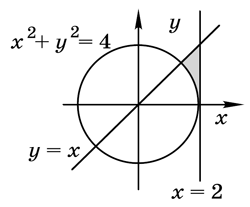 y
x²+ y²= 4
x
y = x
x = 2